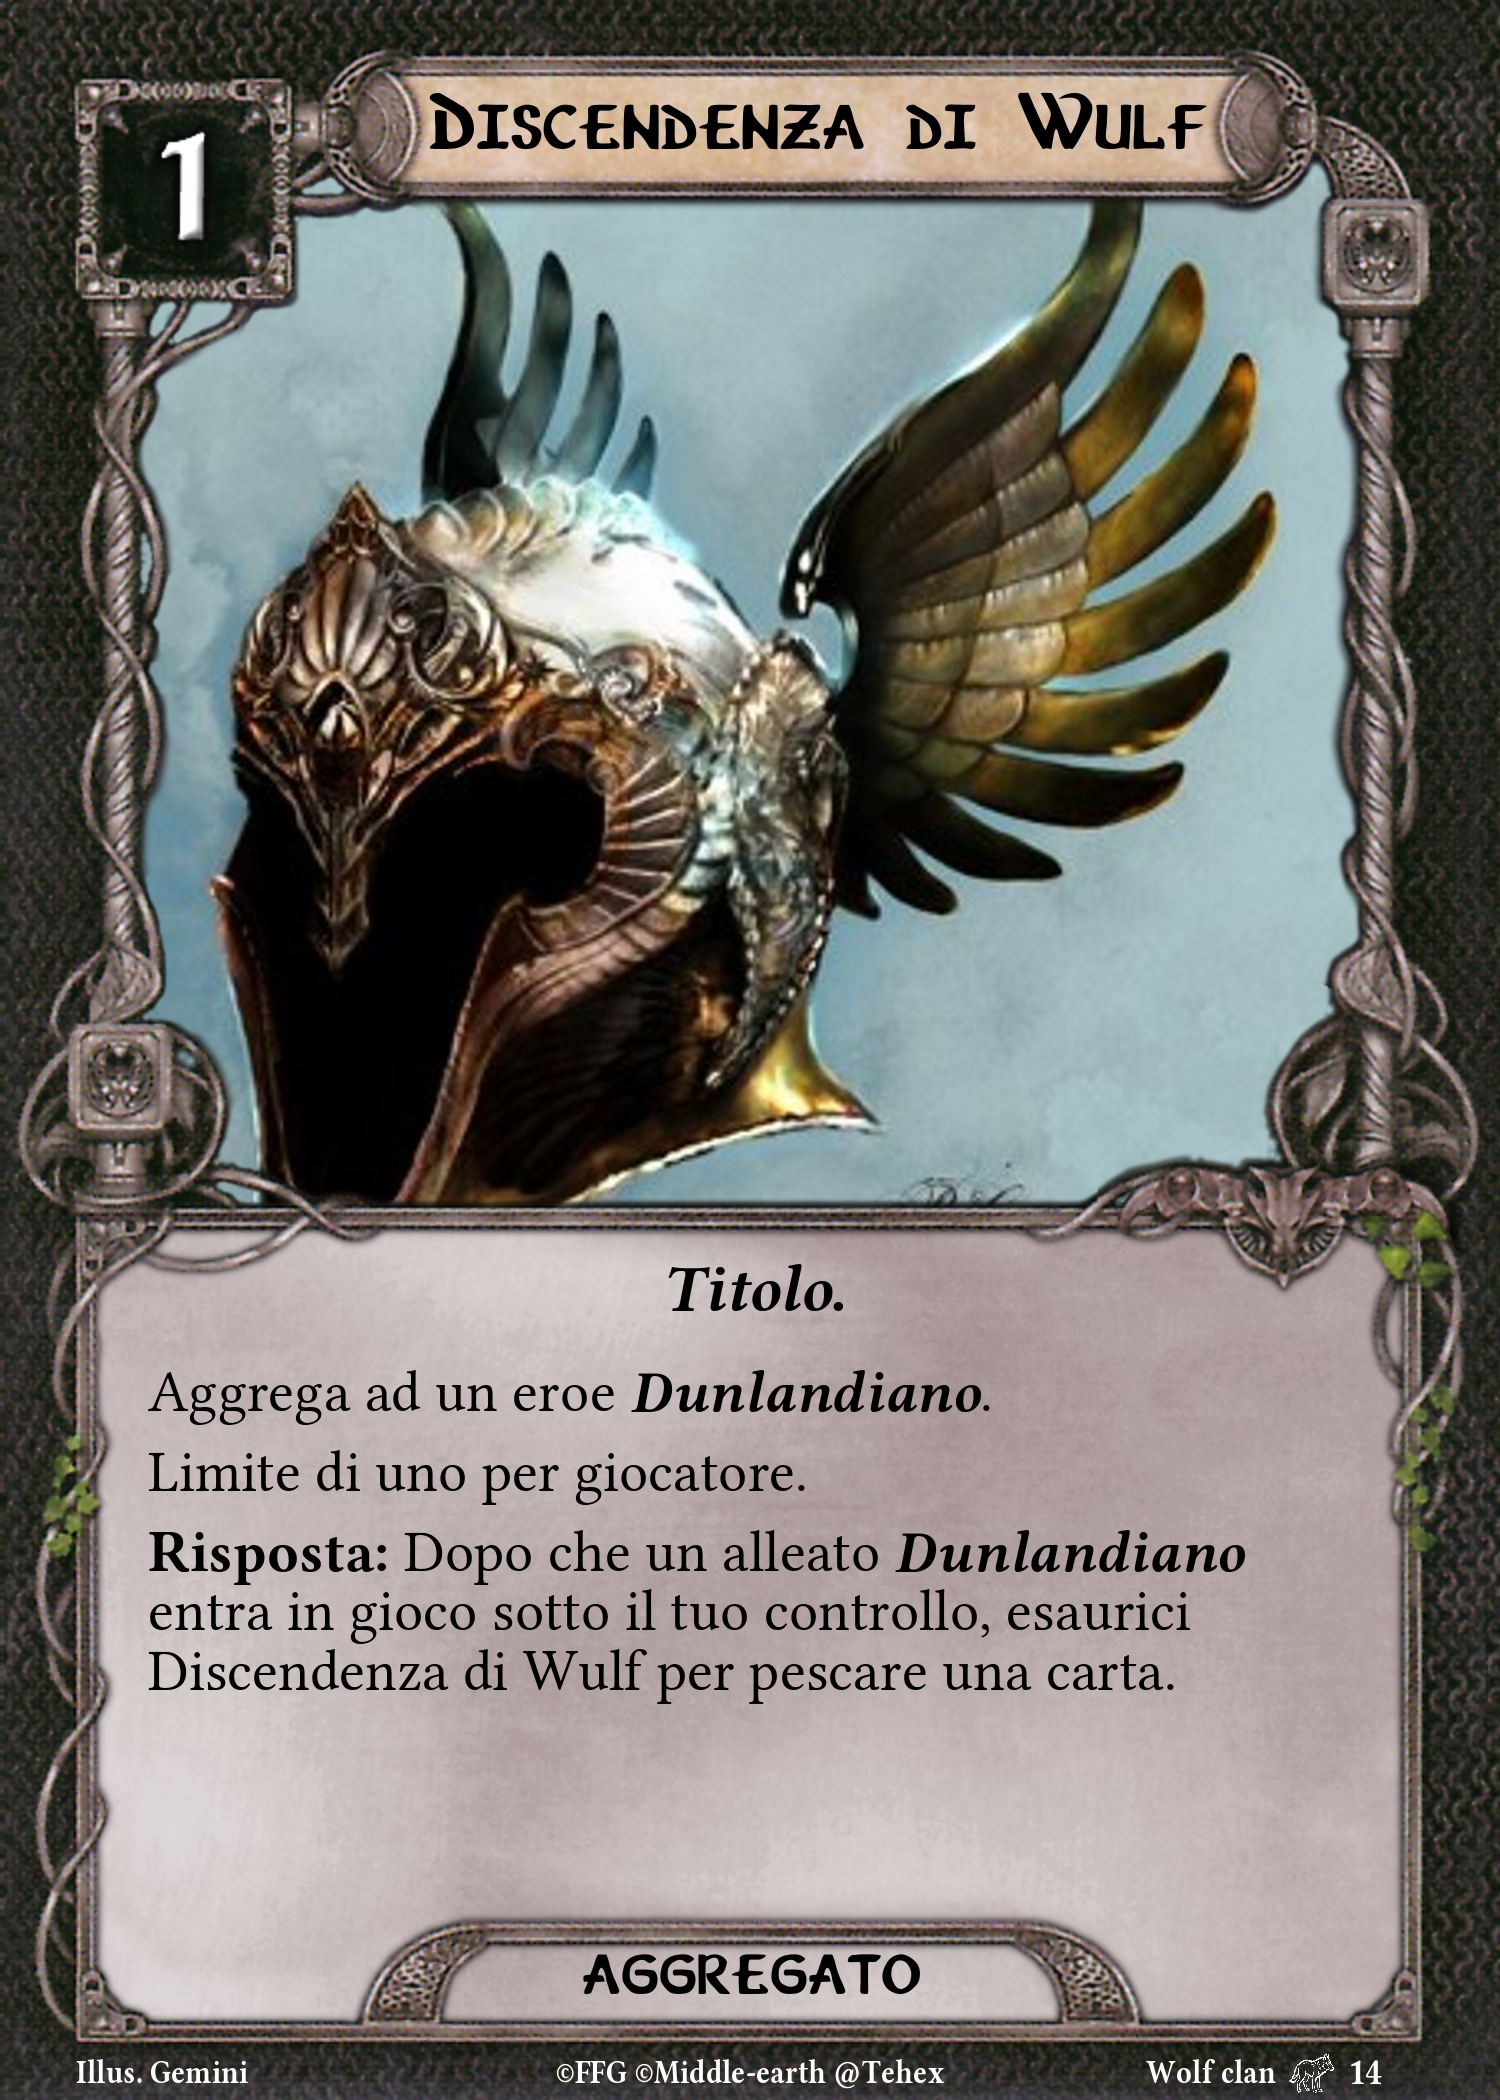 1
Discendenza di Wulf
Titolo.
Aggrega ad un eroe Dunlandiano.
Limite di uno per giocatore.
Risposta: Dopo che un alleato Dunlandiano
entra in gioco sotto il tuo controllo, esaurici
Discendenza di Wulf per pescare una carta.
AGGREGATO
Illus. Gemini ©FFG ©Middle-earth @Tehex Wolf clan 14